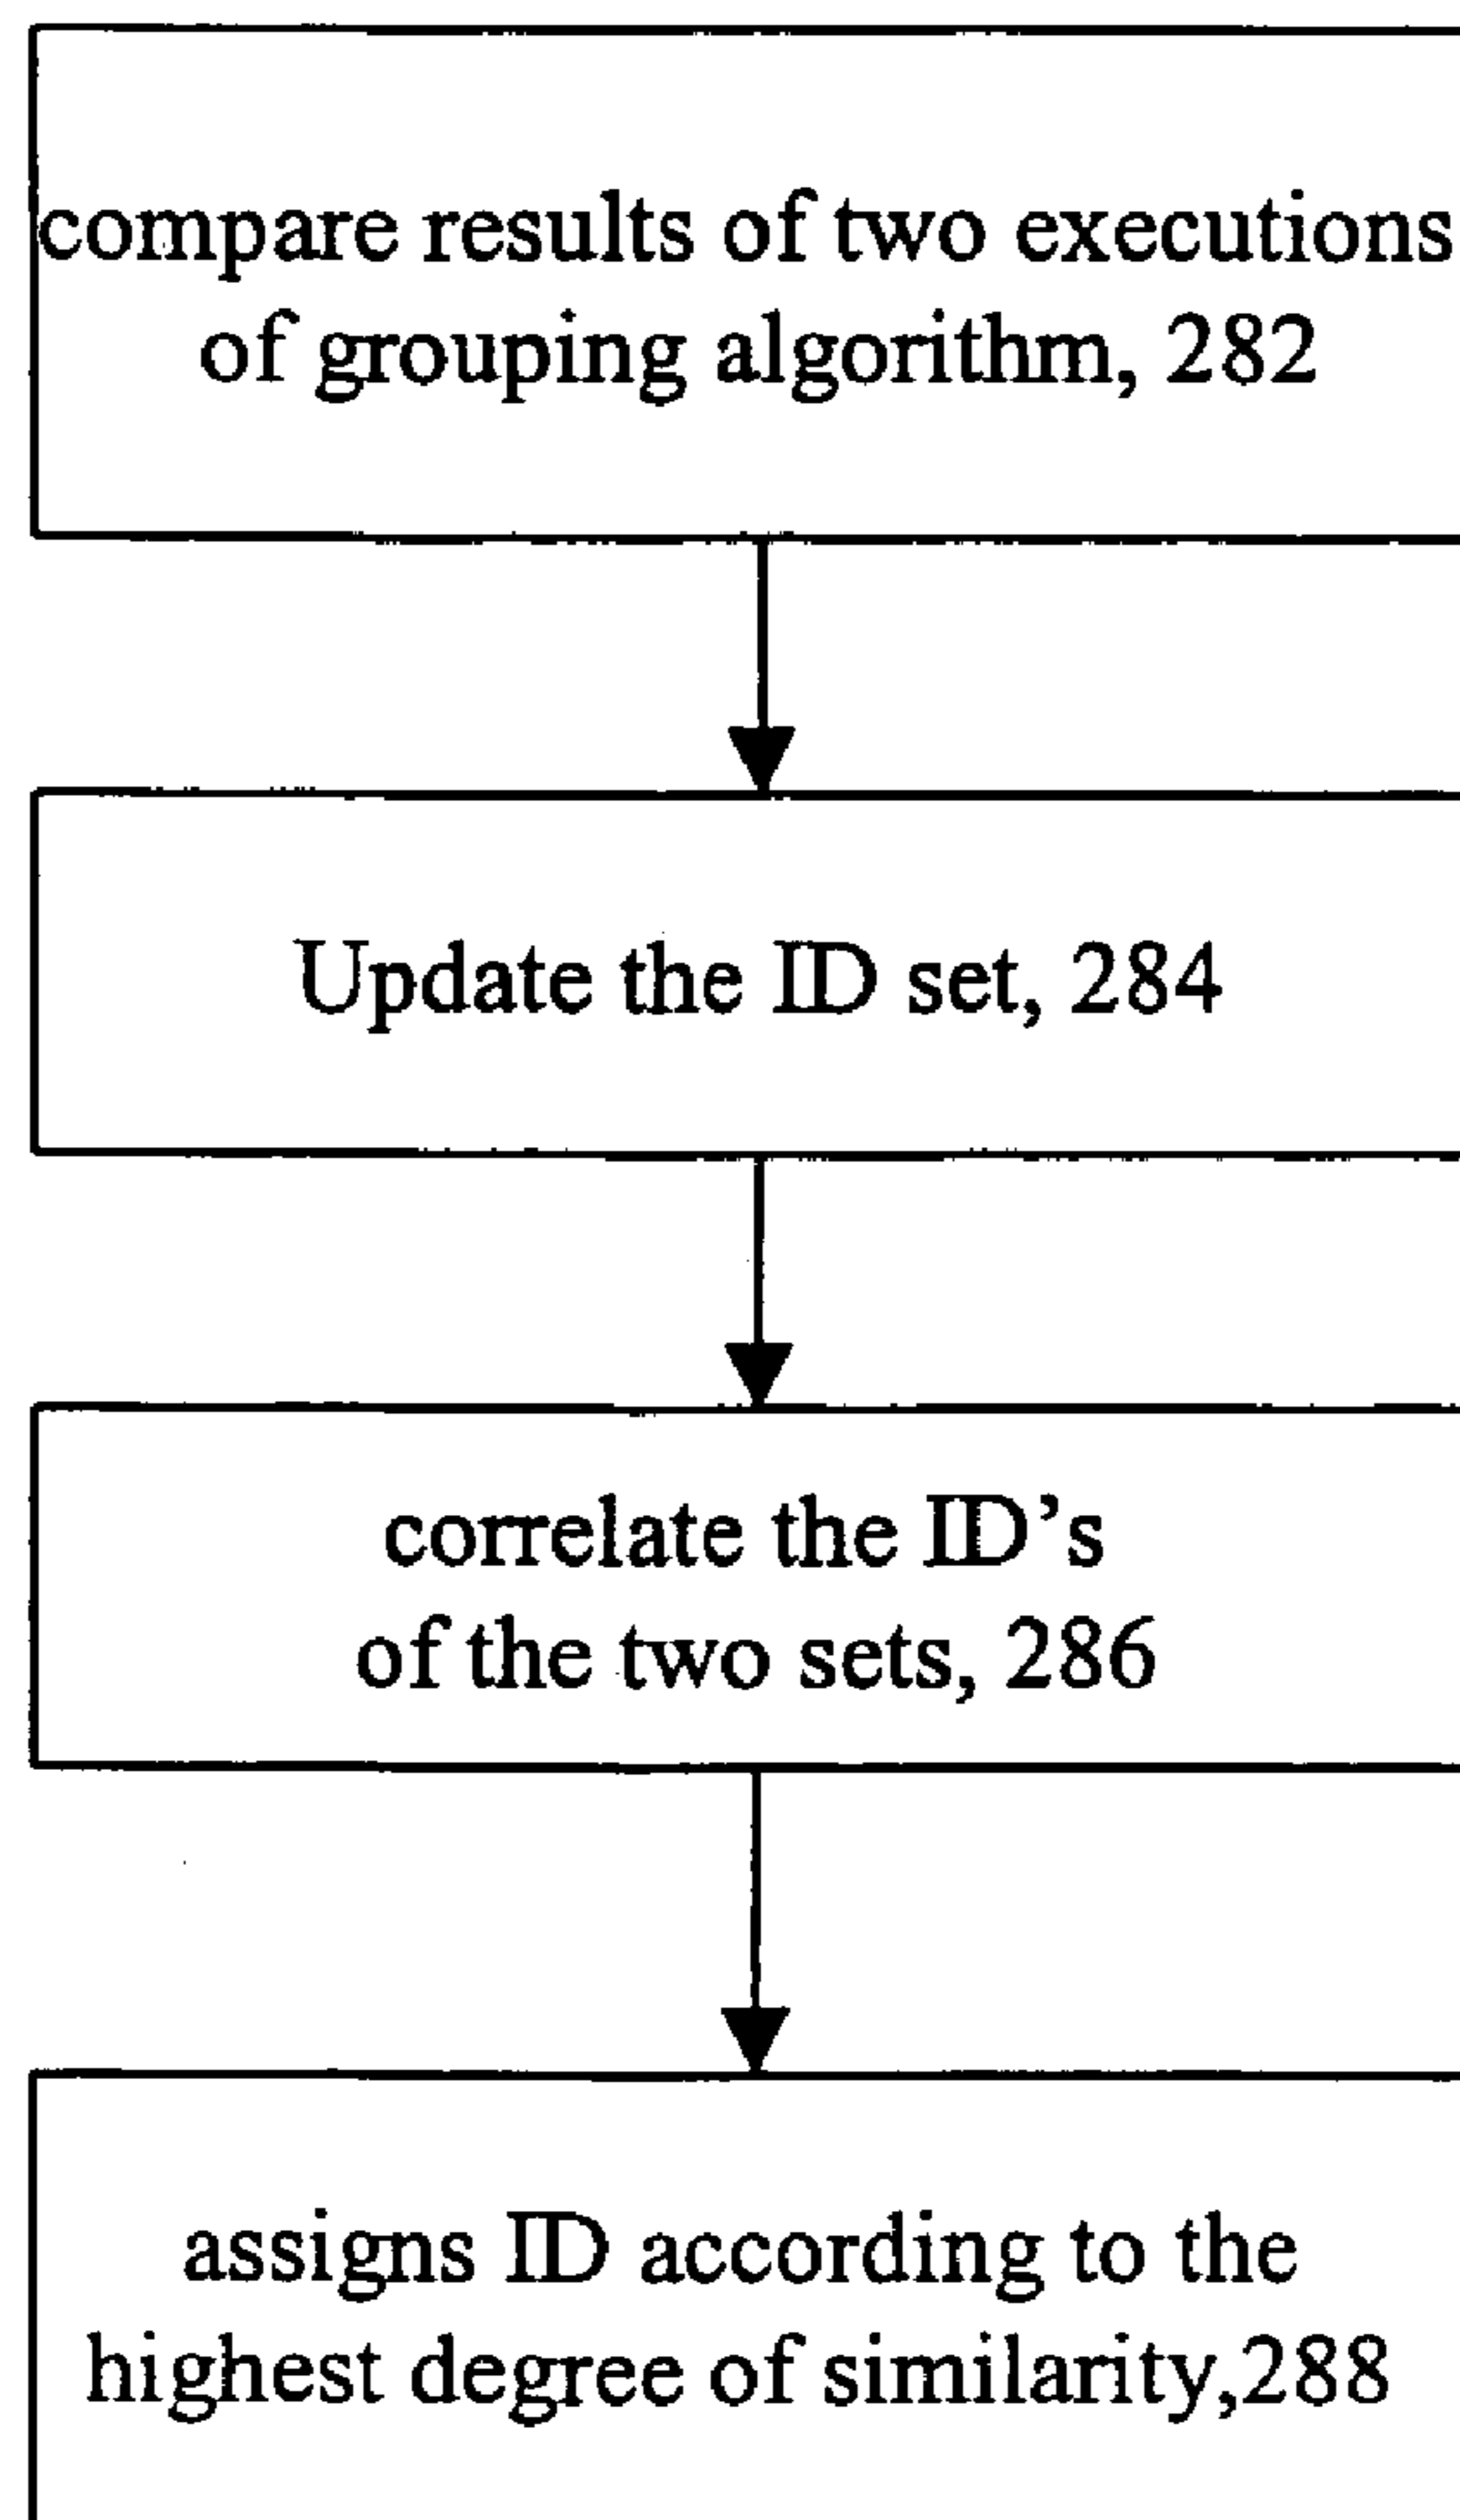 compare results of two executions
of grouping algorithm, 282
Update the ID set, 284
correlate the ID's
of the two sets, 286
assigns ID according to the
highest degree of similarity,288